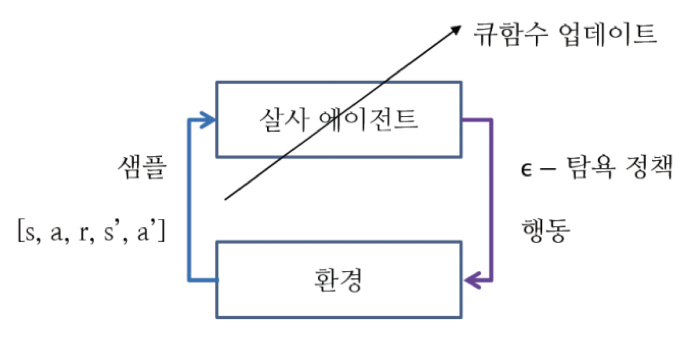 큐함수 업데이트
살사 에이전트
샘플
[s, a, r, s’, a’]
ϵ – 탐욕 정책
행동
환경